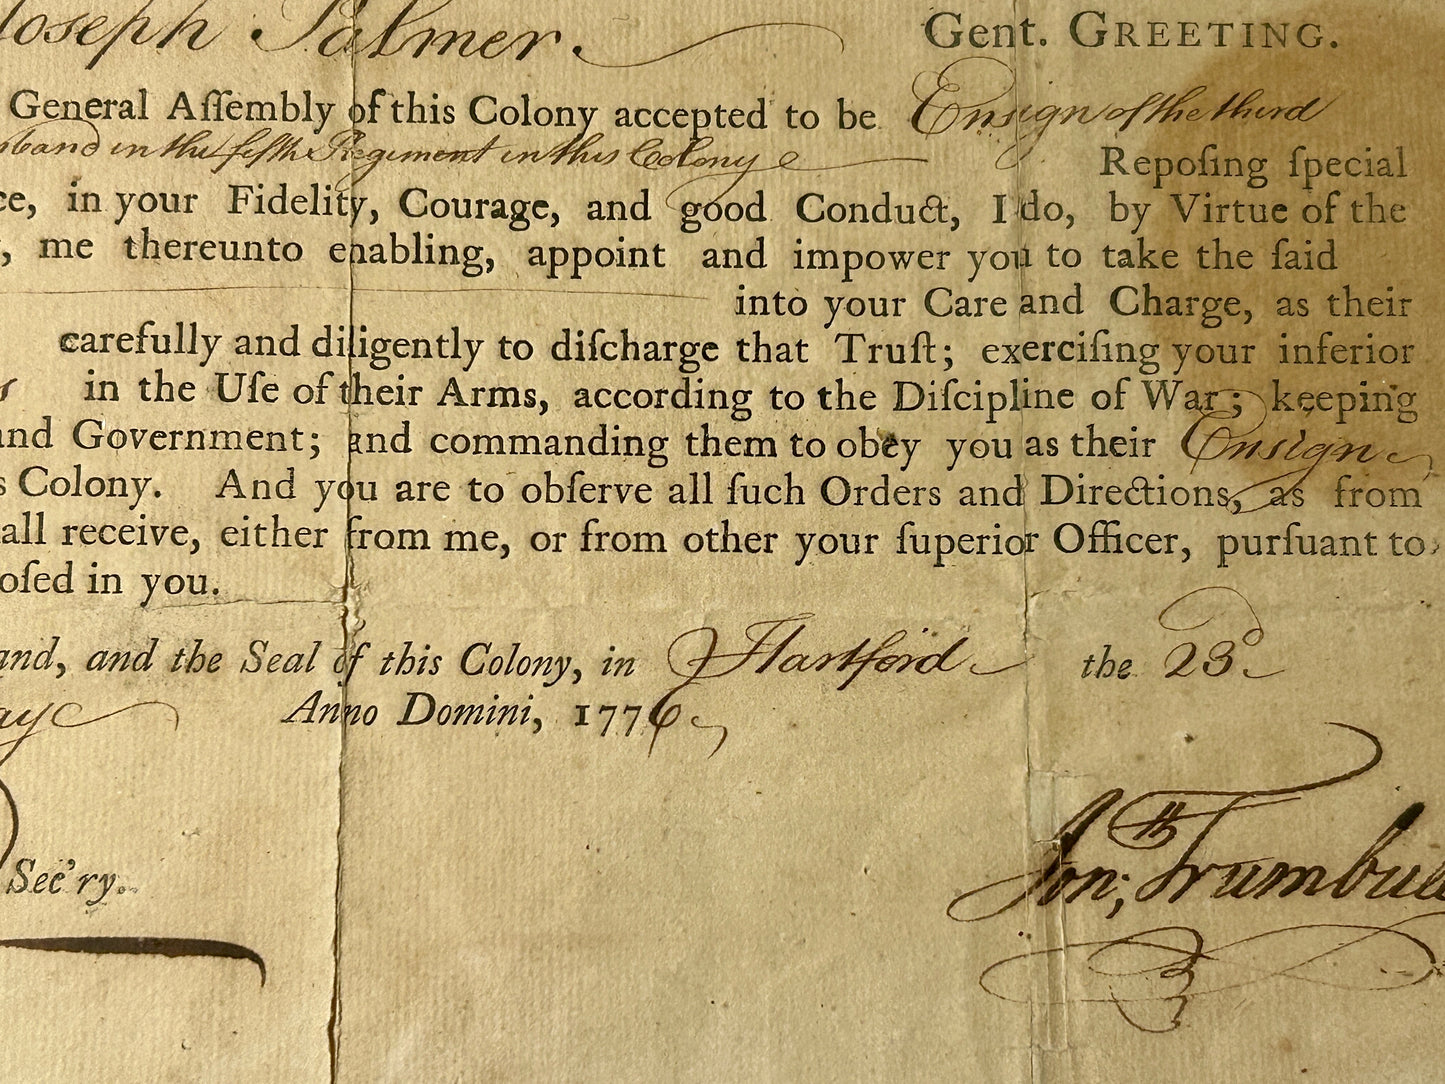 Joseph Palmer. Gent. GREETING.
General Aſſembly of this Colony accepted to be Ensign of the third
band in the fifth Regiment in this Colony
Repoſing ſpecial
ce, in your Fidelity, Courage, and good Conduct, I do, by Virtue of the
, me thereunto enabling, appoint and impower you to take the ſaid
into your Care and Charge, as their
carefully and diligently to diſcharge that Truſt; exerciſing your inferior
s in the Uſe of their Arms, according to the Diſcipline of War; keeping
and Government; and commanding them to obey you as their Ensign
s Colony. And you are to obſerve all ſuch Orders and Directions, as from
all receive, either from me, or from other your ſuperior Officer, purſuant to
oſed in you.
and, and the Seal of this Colony, in Hartford the 23d
ay Anno Domini, 1776
Jonth; Trumbull
Sec'ry.